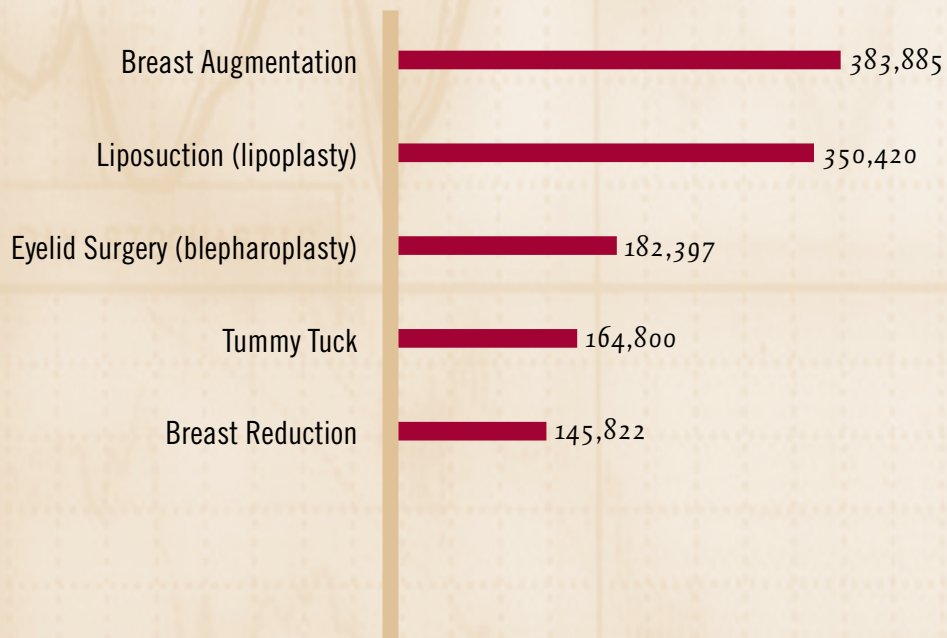 Breast Augmentation 383,885
Liposuction (lipoplasty) 350,420
Eyelid Surgery (blepharoplasty) 182,397
Tummy Tuck 164,800
Breast Reduction 145,822